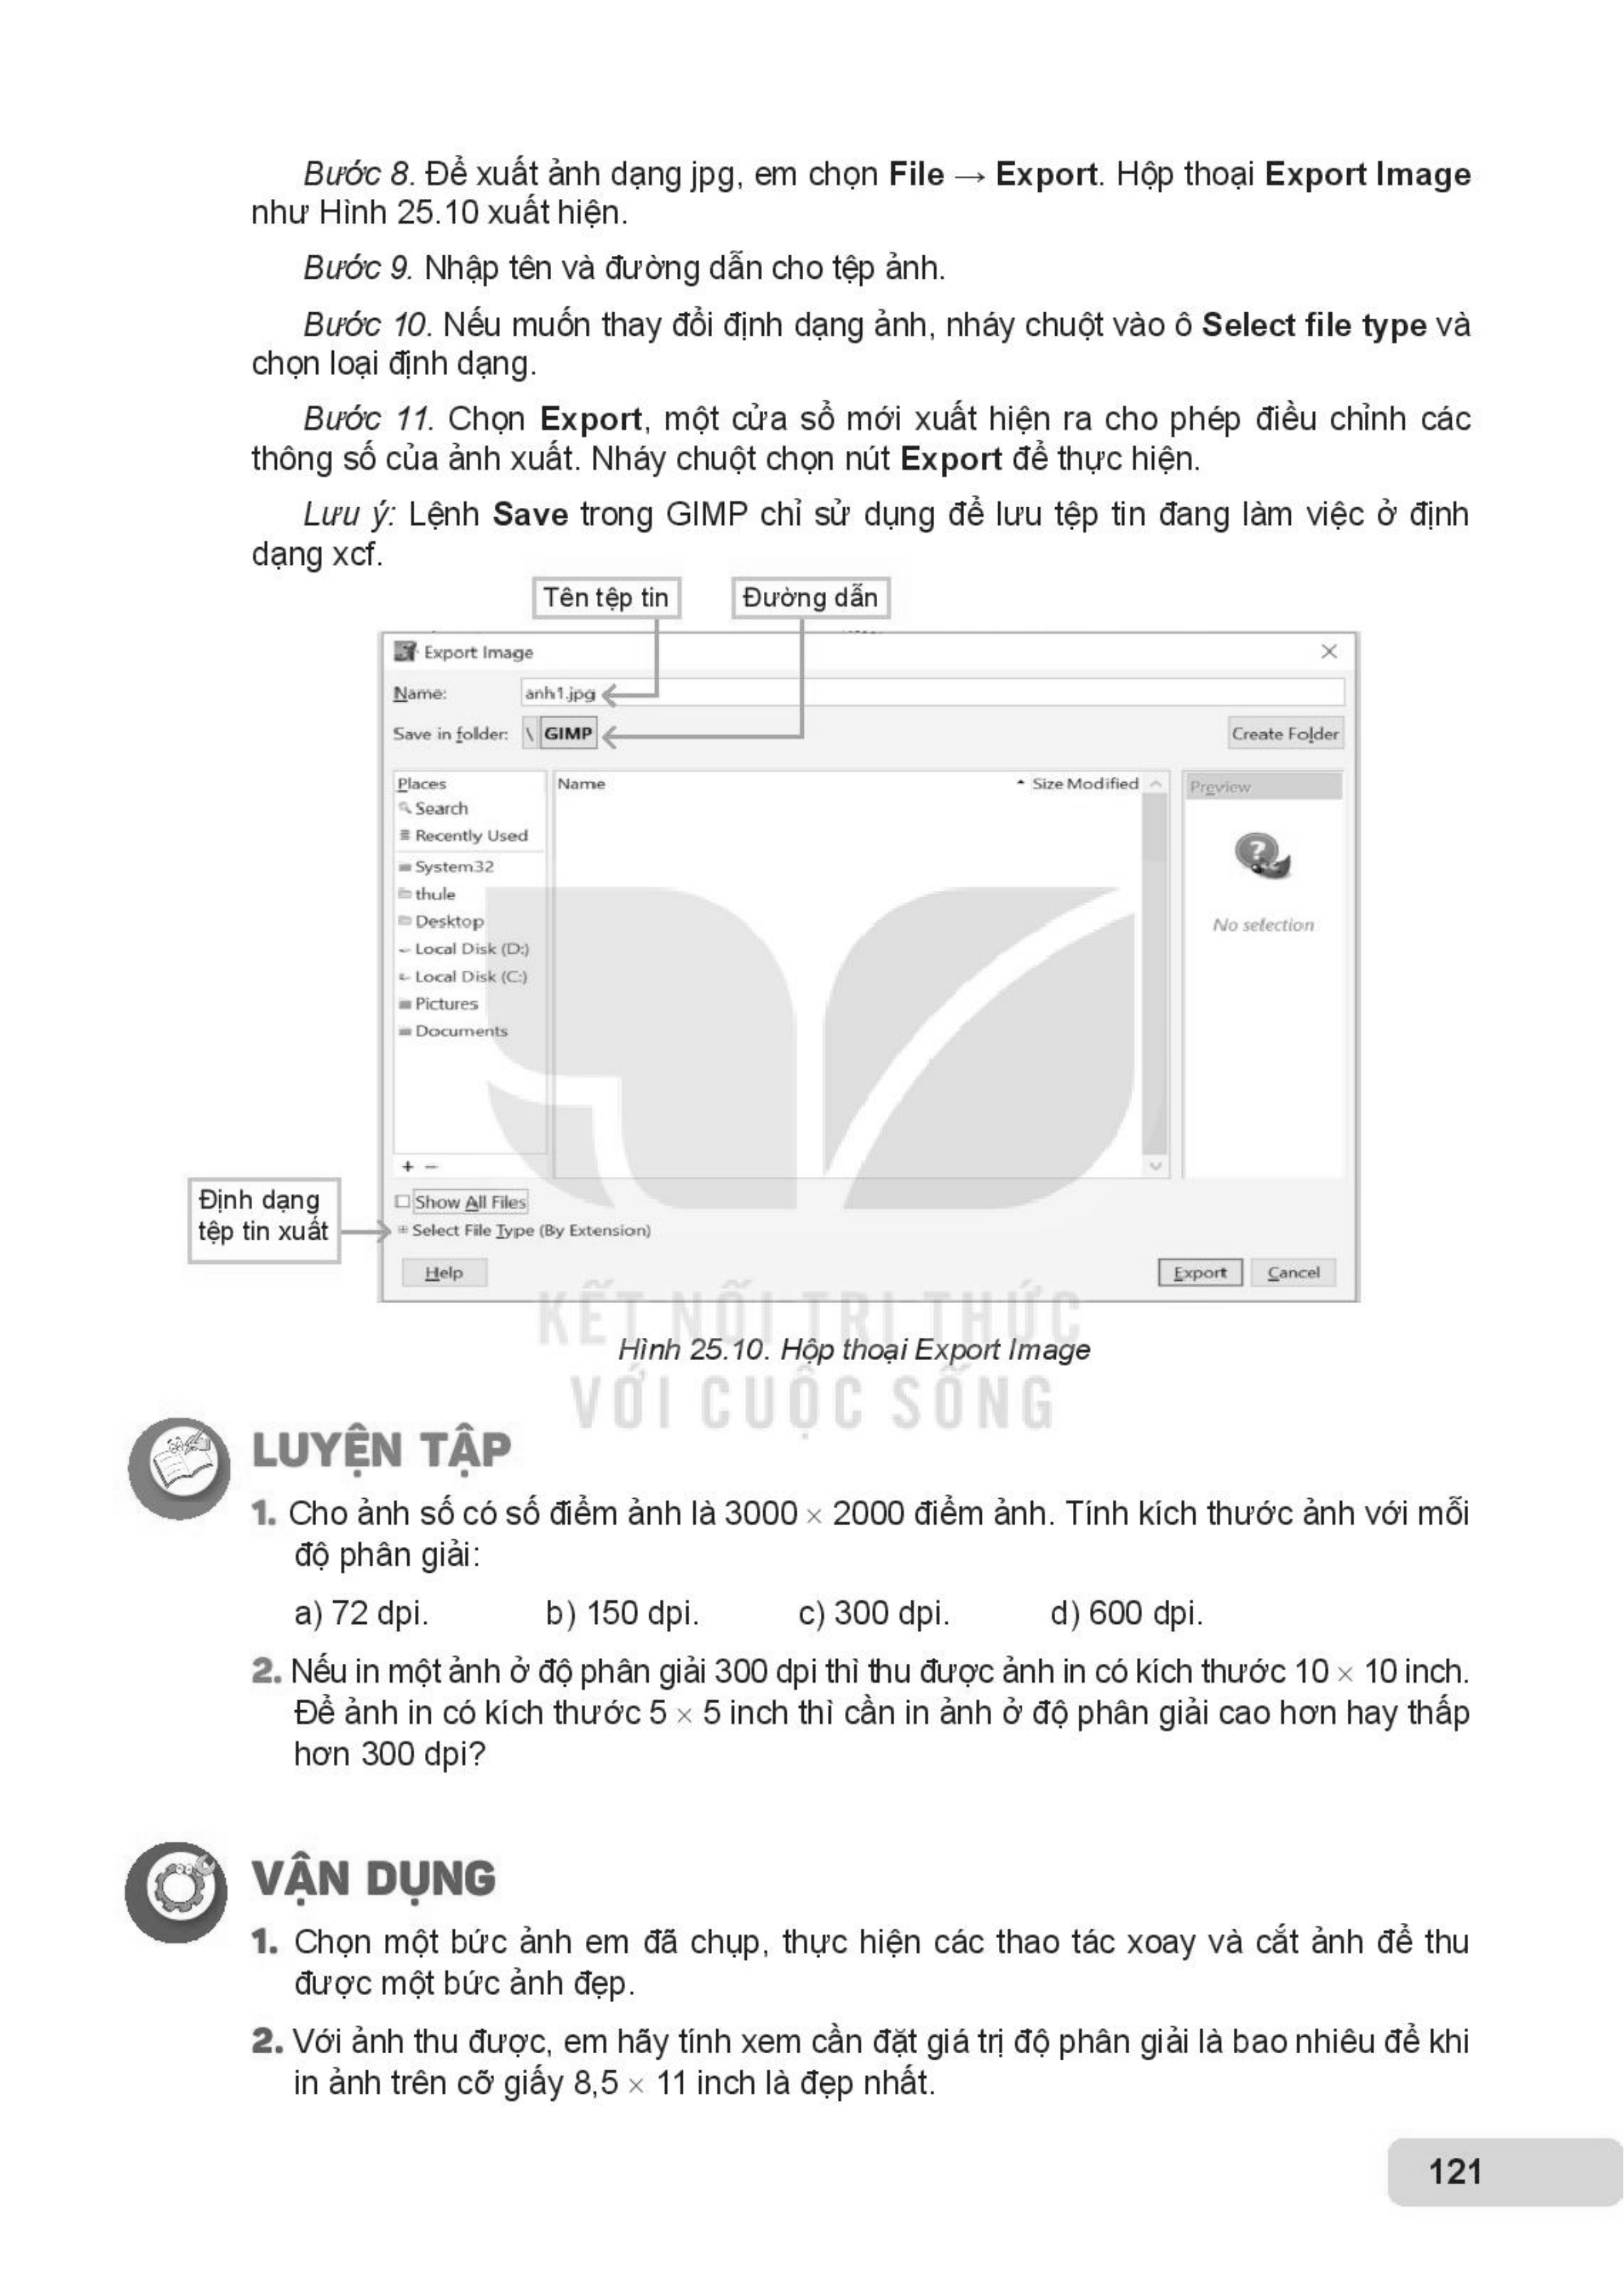 Bước 8. Để xuất ảnh dạng jpg, em chọn File → Export. Hộp thoại Export Image
như Hình 25.10 xuất hiện.
Bước 9. Nhập tên và đường dẫn cho tệp ảnh.
Bước 10. Nếu muốn thay đổi định dạng ảnh, nháy chuột vào ô Select file type và
chọn loại định dạng.
Bước 11. Chọn Export, một cửa sổ mới xuất hiện ra cho phép điều chỉnh các
thông số của ảnh xuất. Nháy chuột chọn nút Export để thực hiện.
Lưu ý: Lệnh Save trong GIMP chỉ sử dụng để lưu tệp tin đang làm việc ở định
dạng xcf.
Tên tệp tin Đường dẫn
Export Image
Name: anh1.jpg
Save in folder: \ GIMP Create Folder
Places Name Size Modified Preview
Search
Recently Used
System32
thule
Desktop No selection
Local Disk (D:)
Local Disk (C:)
Pictures
Documents
+ −
Định dạng
tệp tin xuất
Show All Files
Select File Type (By Extension)
Help Export Cancel
KẾT NỐI TRI THỨC
Hình 25.10. Hộp thoại Export Image
VỚI CUỘC SỐNG
LUYỆN TẬP
1. Cho ảnh số có số điểm ảnh là 3000 × 2000 điểm ảnh. Tính kích thước ảnh với mỗi
độ phân giải:
a) 72 dpi. b) 150 dpi. c) 300 dpi. d) 600 dpi.
2. Nếu in một ảnh ở độ phân giải 300 dpi thì thu được ảnh in có kích thước 10 × 10 inch.
Để ảnh in có kích thước 5 × 5 inch thì cần in ảnh ở độ phân giải cao hơn hay thấp
hơn 300 dpi?
VẬN DỤNG
1. Chọn một bức ảnh em đã chụp, thực hiện các thao tác xoay và cắt ảnh để thu
được một bức ảnh đẹp.
2. Với ảnh thu được, em hãy tính xem cần đặt giá trị độ phân giải là bao nhiêu để khi
in ảnh trên cỡ giấy 8,5 × 11 inch là đẹp nhất.
121